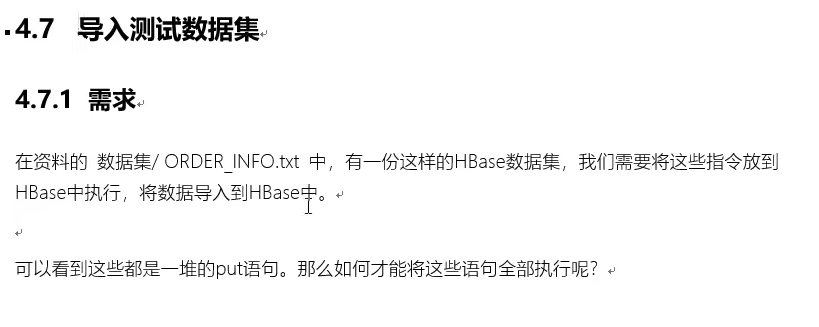 4.7 导入测试数据集
4.7.1 需求
在资料的 数据集/ ORDER_INFO.txt 中，有一份这样的HBase数据集，我们需要将这些指令放到
HBase中执行，将数据导入到HBase中。
可以看到这些都是一堆的put语句。那么如何才能将这些语句全部执行呢？